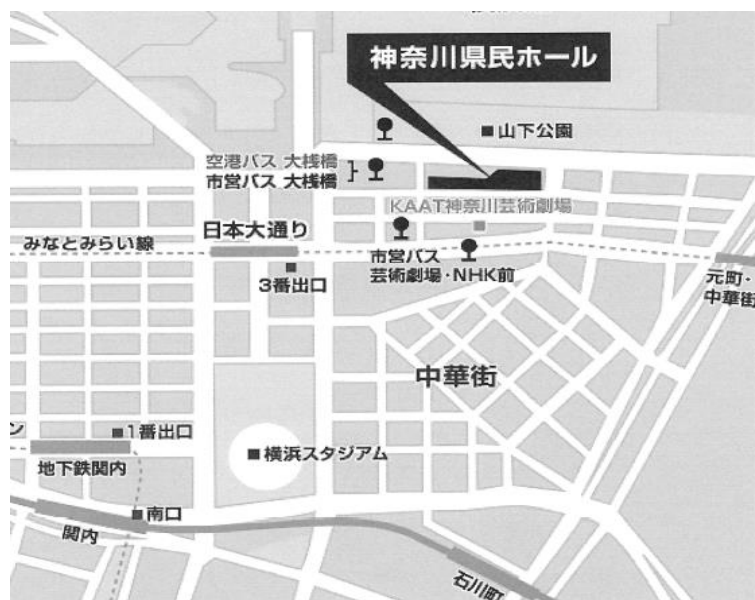 神奈川県民ホール
山下公園
空港バス 大桟橋
市営バス 大桟橋
KAAT神奈川芸術劇場
日本大通り
みなとみらい線
市営バス
芸術劇場・NHK前
3番出口
元町・
中華街
中華街
ン
1番出口
横浜スタジアム
地下鉄関内
南口
関内
石川町